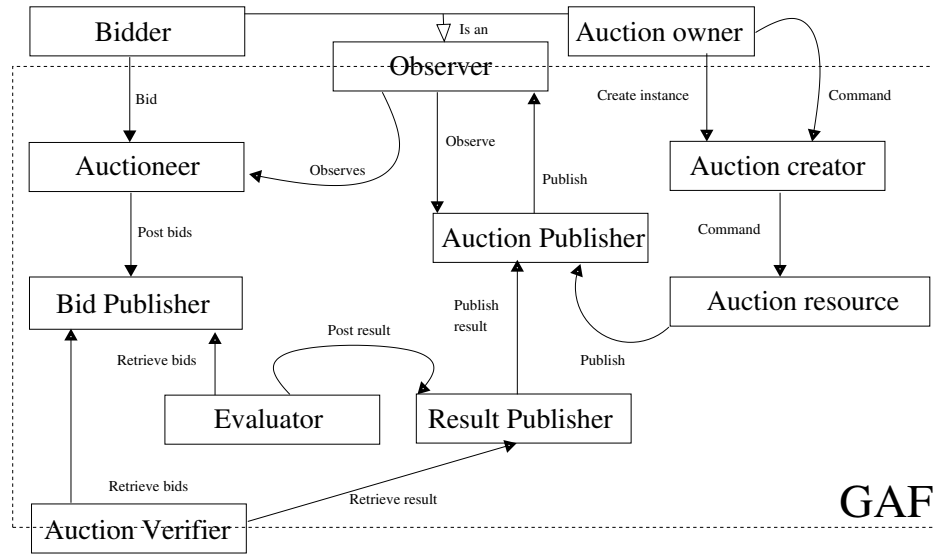 Bidder
Is an
Auction owner
Observer
Bid
Create instance
Command
Auctioneer
Observes
Observe
Publish
Auction creator
Post bids
Auction Publisher
Command
Bid Publisher
Auction resource
Publish
result
Post result
Retrieve bids
Publish
Evaluator
Result Publisher
Retrieve bids
Retrieve result
GAF
Auction Verifier